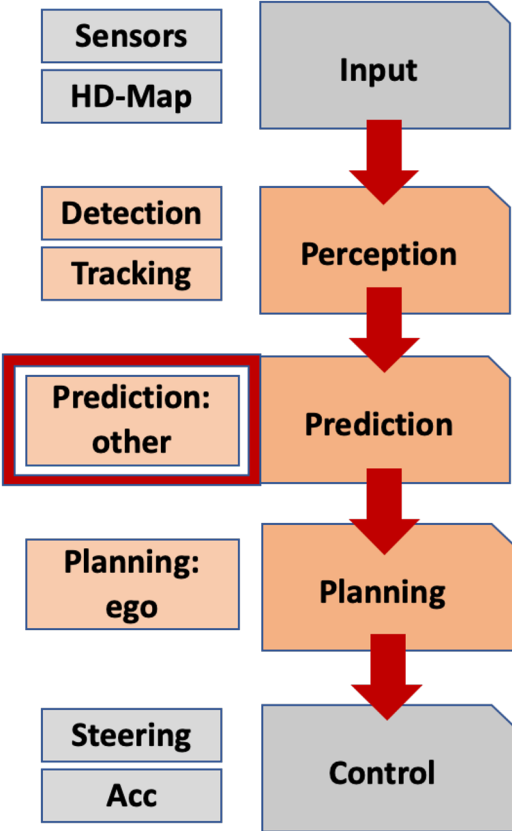 Sensors
HD-Map
Input
Detection
Tracking
Perception
Prediction:
other
Prediction
Planning:
ego
Planning
Steering
Acc
Control